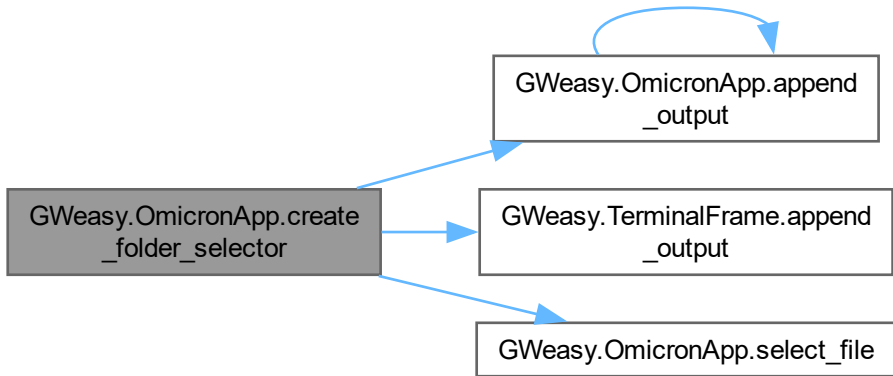 GWeasy.OmicronApp.append
_output
GWeasy.OmicronApp.create
_folder_selector
GWeasy.TerminalFrame.append
_output
GWeasy.OmicronApp.select_file